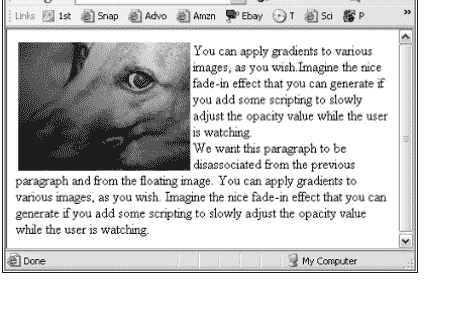 Links 1st Snap Advo Amzn Ebay T Sci P »
You can apply gradients to various
images, as you wish.Imagine the nice
fade-in effect that you can generate if
you add some scripting to slowly
adjust the opacity value while the user
is watching.
We want this paragraph to be
disassociated from the previous
paragraph and from the floating image. You can apply gradients to
various images, as you wish. Imagine the nice fade-in effect that you can
generate if you add some scripting to slowly adjust the opacity value
while the user is watching.
Done My Computer